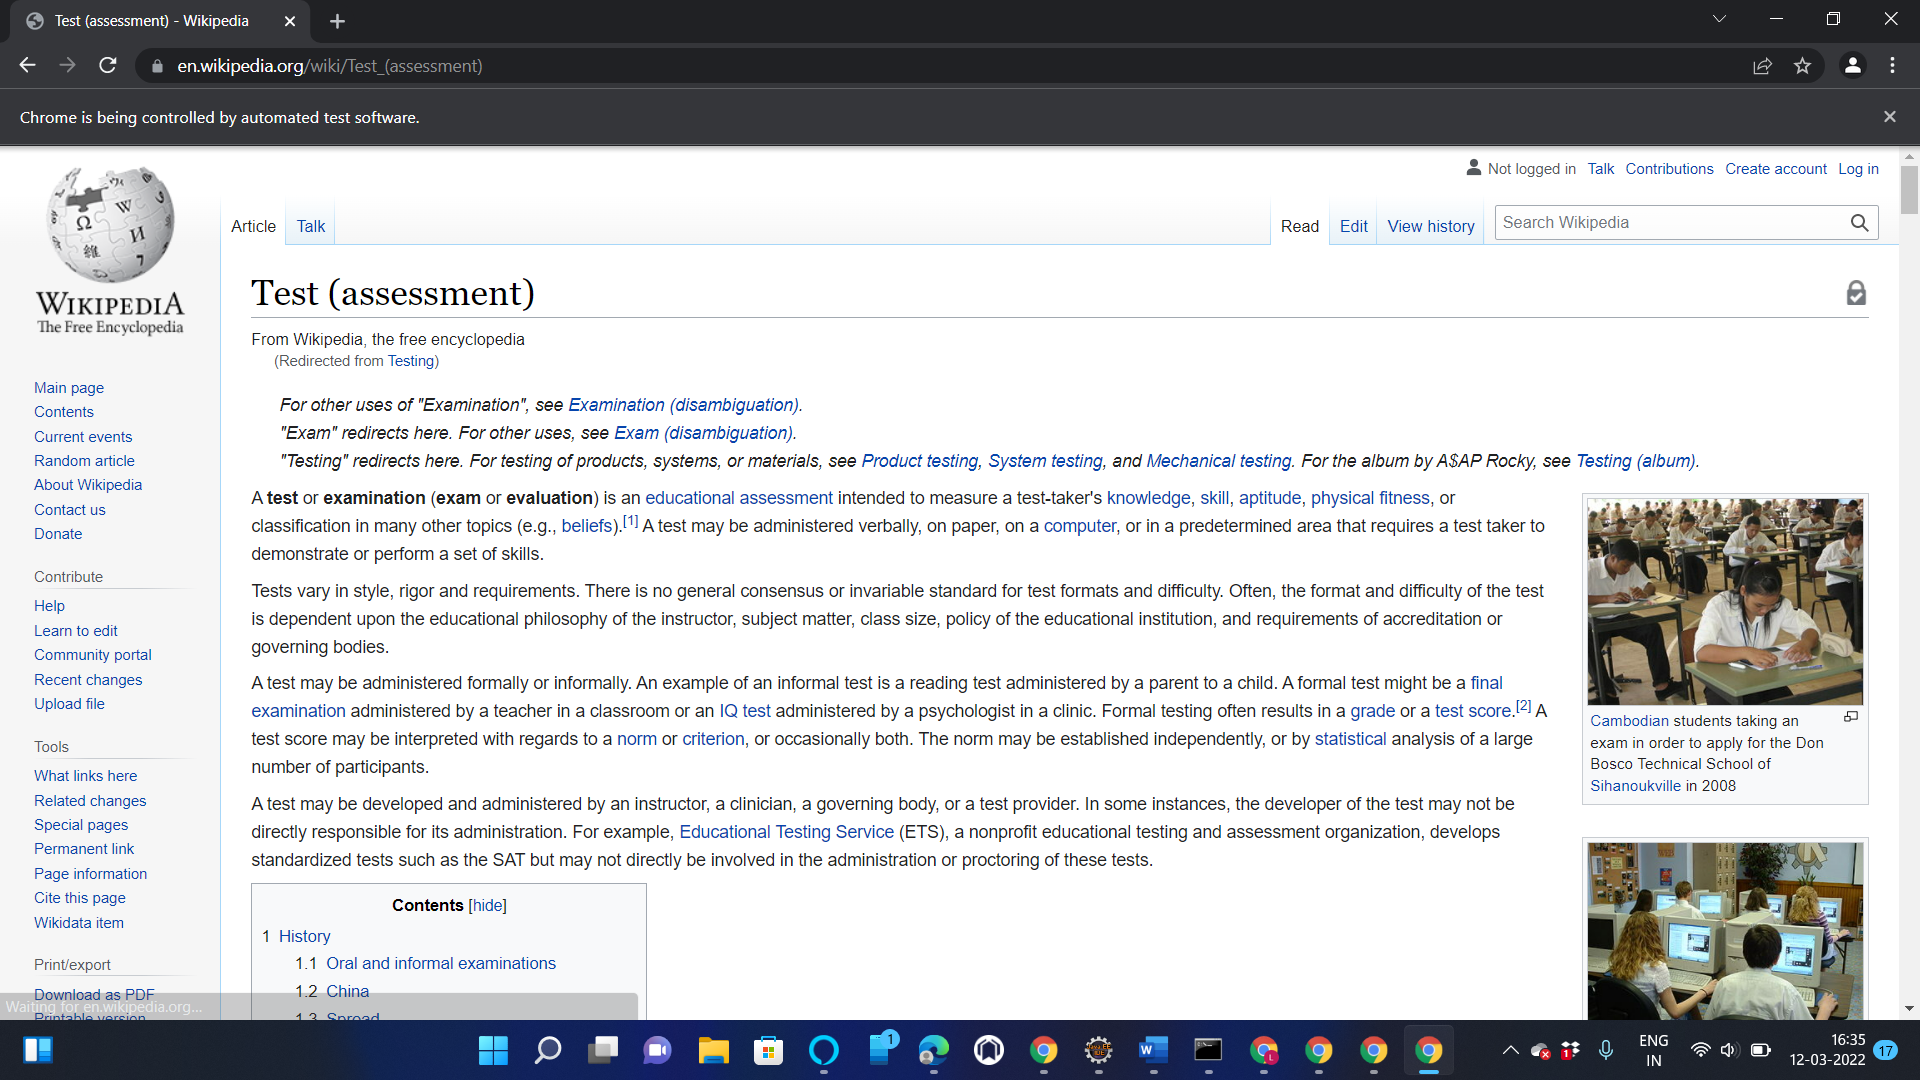 Test (assessment) - Wikipedia
en.wikipedia.org/wiki/Test_(assessment)
Chrome is being controlled by automated test software.
Not logged in Talk Contributions Create account Log in
Article Talk Read Edit View history Search Wikipedia
WIKIPEDIA
The Free Encyclopedia
Main page
Contents
Current events
Random article
About Wikipedia
Contact us
Donate
Contribute
Help
Learn to edit
Community portal
Recent changes
Upload file
Tools
What links here
Related changes
Special pages
Permanent link
Page information
Cite this page
Wikidata item
Print/export
Download as PDF
Printable version
Waiting for en.wikipedia.org...
Test (assessment)
From Wikipedia, the free encyclopedia
(Redirected from Testing)
For other uses of "Examination", see Examination (disambiguation).
"Exam" redirects here. For other uses, see Exam (disambiguation).
"Testing" redirects here. For testing of products, systems, or materials, see Product testing, System testing, and Mechanical testing. For the album by A$AP Rocky, see Testing (album).
A test or examination (exam or evaluation) is an educational assessment intended to measure a test-taker's knowledge, skill, aptitude, physical fitness, or
classification in many other topics (e.g., beliefs).[1] A test may be administered verbally, on paper, on a computer, or in a predetermined area that requires a test taker to
demonstrate or perform a set of skills.
Tests vary in style, rigor and requirements. There is no general consensus or invariable standard for test formats and difficulty. Often, the format and difficulty of the test
is dependent upon the educational philosophy of the instructor, subject matter, class size, policy of the educational institution, and requirements of accreditation or
governing bodies.
A test may be administered formally or informally. An example of an informal test is a reading test administered by a parent to a child. A formal test might be a final
examination administered by a teacher in a classroom or an IQ test administered by a psychologist in a clinic. Formal testing often results in a grade or a test score.[2] A
test score may be interpreted with regards to a norm or criterion, or occasionally both. The norm may be established independently, or by statistical analysis of a large
number of participants.
A test may be developed and administered by an instructor, a clinician, a governing body, or a test provider. In some instances, the developer of the test may not be
directly responsible for its administration. For example, Educational Testing Service (ETS), a nonprofit educational testing and assessment organization, develops
standardized tests such as the SAT but may not directly be involved in the administration or proctoring of these tests.
Contents [hide]
1 History
1.1 Oral and informal examinations
1.2 China
1.3 Spread
Cambodian students taking an
exam in order to apply for the Don
Bosco Technical School of
Sihanoukville in 2008
1
1
ENG
IN
16:35
12-03-2022
17